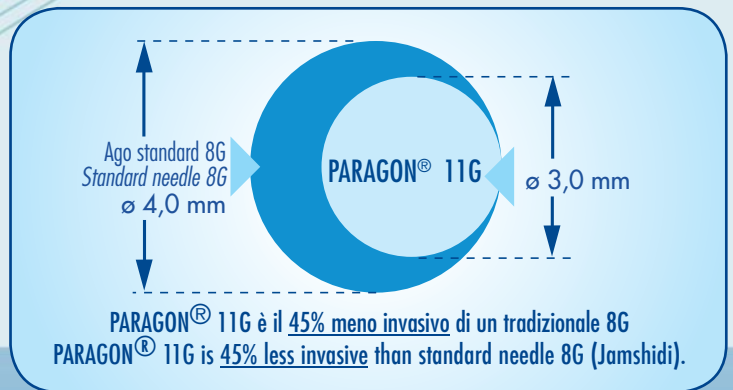 Ago standard 8G
Standard needle 8G
ø 4,0 mm
PARAGON® 11G
ø 3,0 mm
PARAGON® 11G è il 45% meno invasivo di un tradizionale 8G
PARAGON® 11G is 45% less invasive than standard needle 8G (Jamshidi).